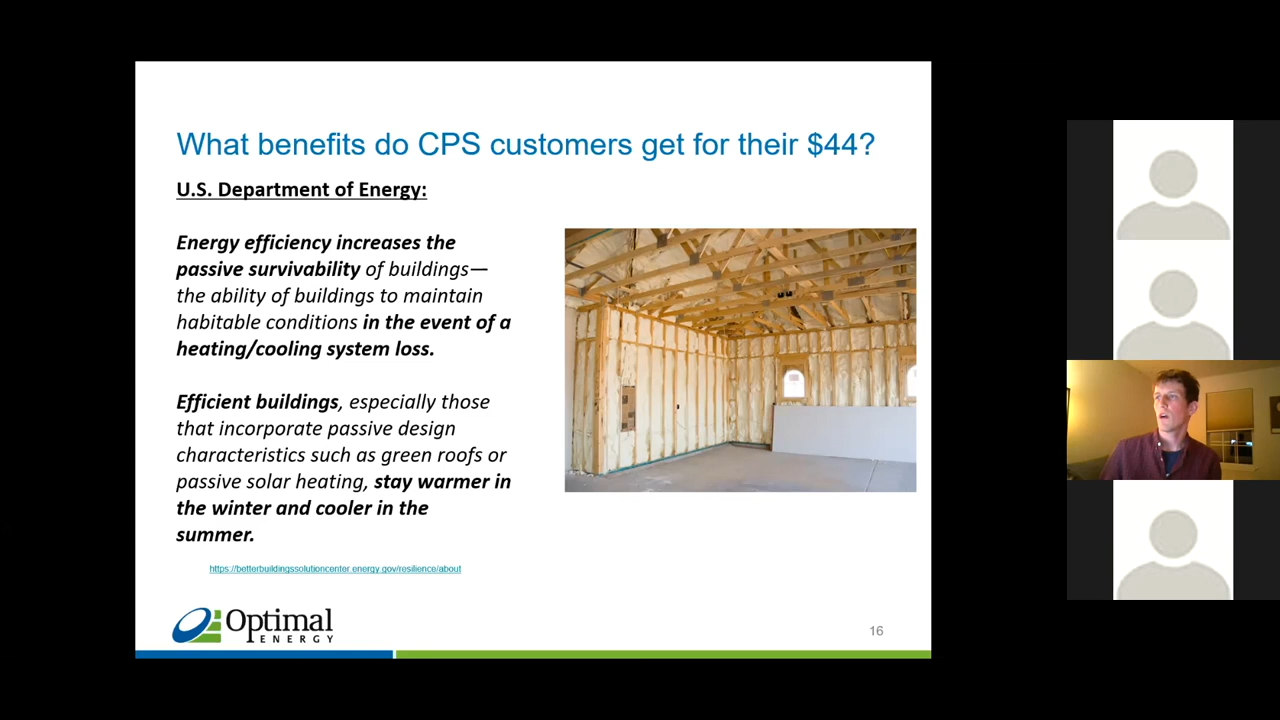 What benefits do CPS customers get for their $44?
U.S. Department of Energy:
Energy efficiency increases the
passive survivability of buildings—
the ability of buildings to maintain
habitable conditions in the event of a
heating/cooling system loss.
Efficient buildings, especially those
that incorporate passive design
characteristics such as green roofs or
passive solar heating, stay warmer in
the winter and cooler in the
summer.
https://betterbuildingssolutioncenter.energy.gov/resilience/about
Optimal
ENERGY
16